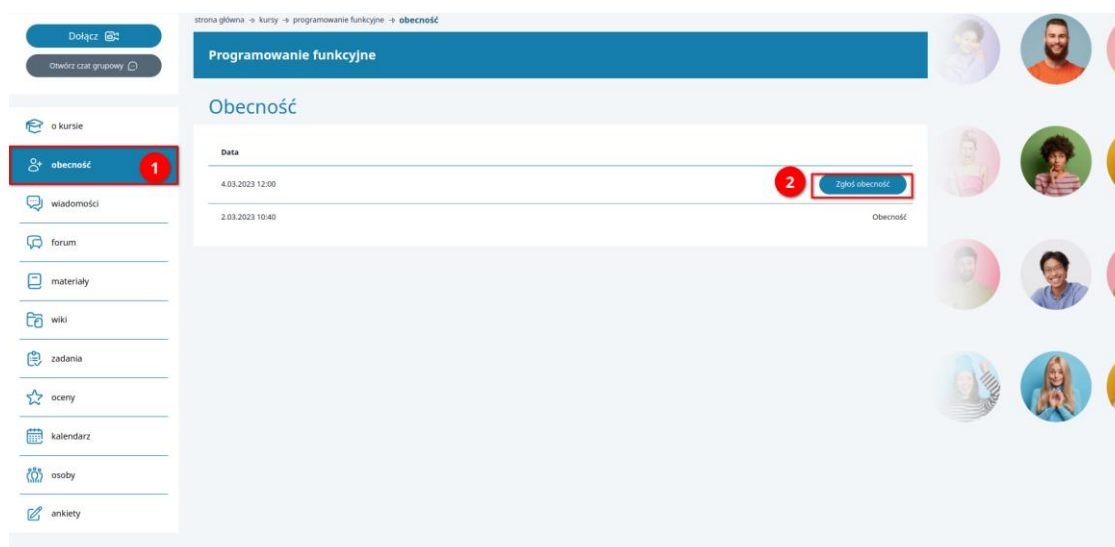 strona główna → kursy → programowanie funkcyjne → obecność
Dołącz
Otwórz czat grupowy
Programowanie funkcyjne
Obecność
o kursie
obecność
1
wiadomości
forum
materiały
wiki
zadania
oceny
kalendarz
osoby
ankiety
Data
4.03.2023 12:00
2
Zgłoś obecność
2.03.2023 10:40
Obecność